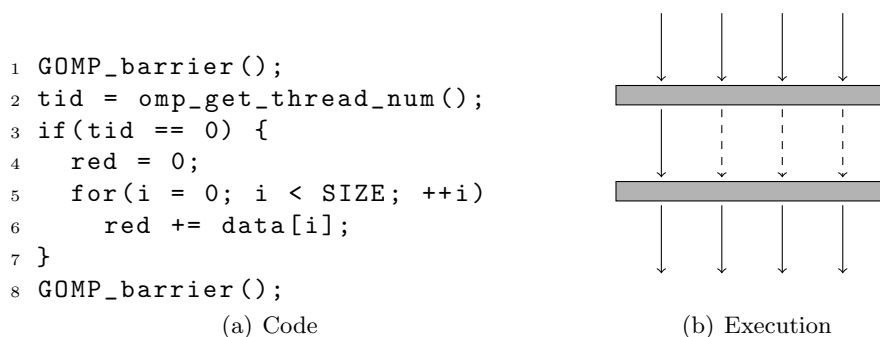 1 GOMP_barrier();
2 tid = omp_get_thread_num();
3 if(tid == 0) {
4   red = 0;
5   for(i = 0; i < SIZE; ++i)
6     red += data[i];
7 }
8 GOMP_barrier();
(a) Code
(b) Execution